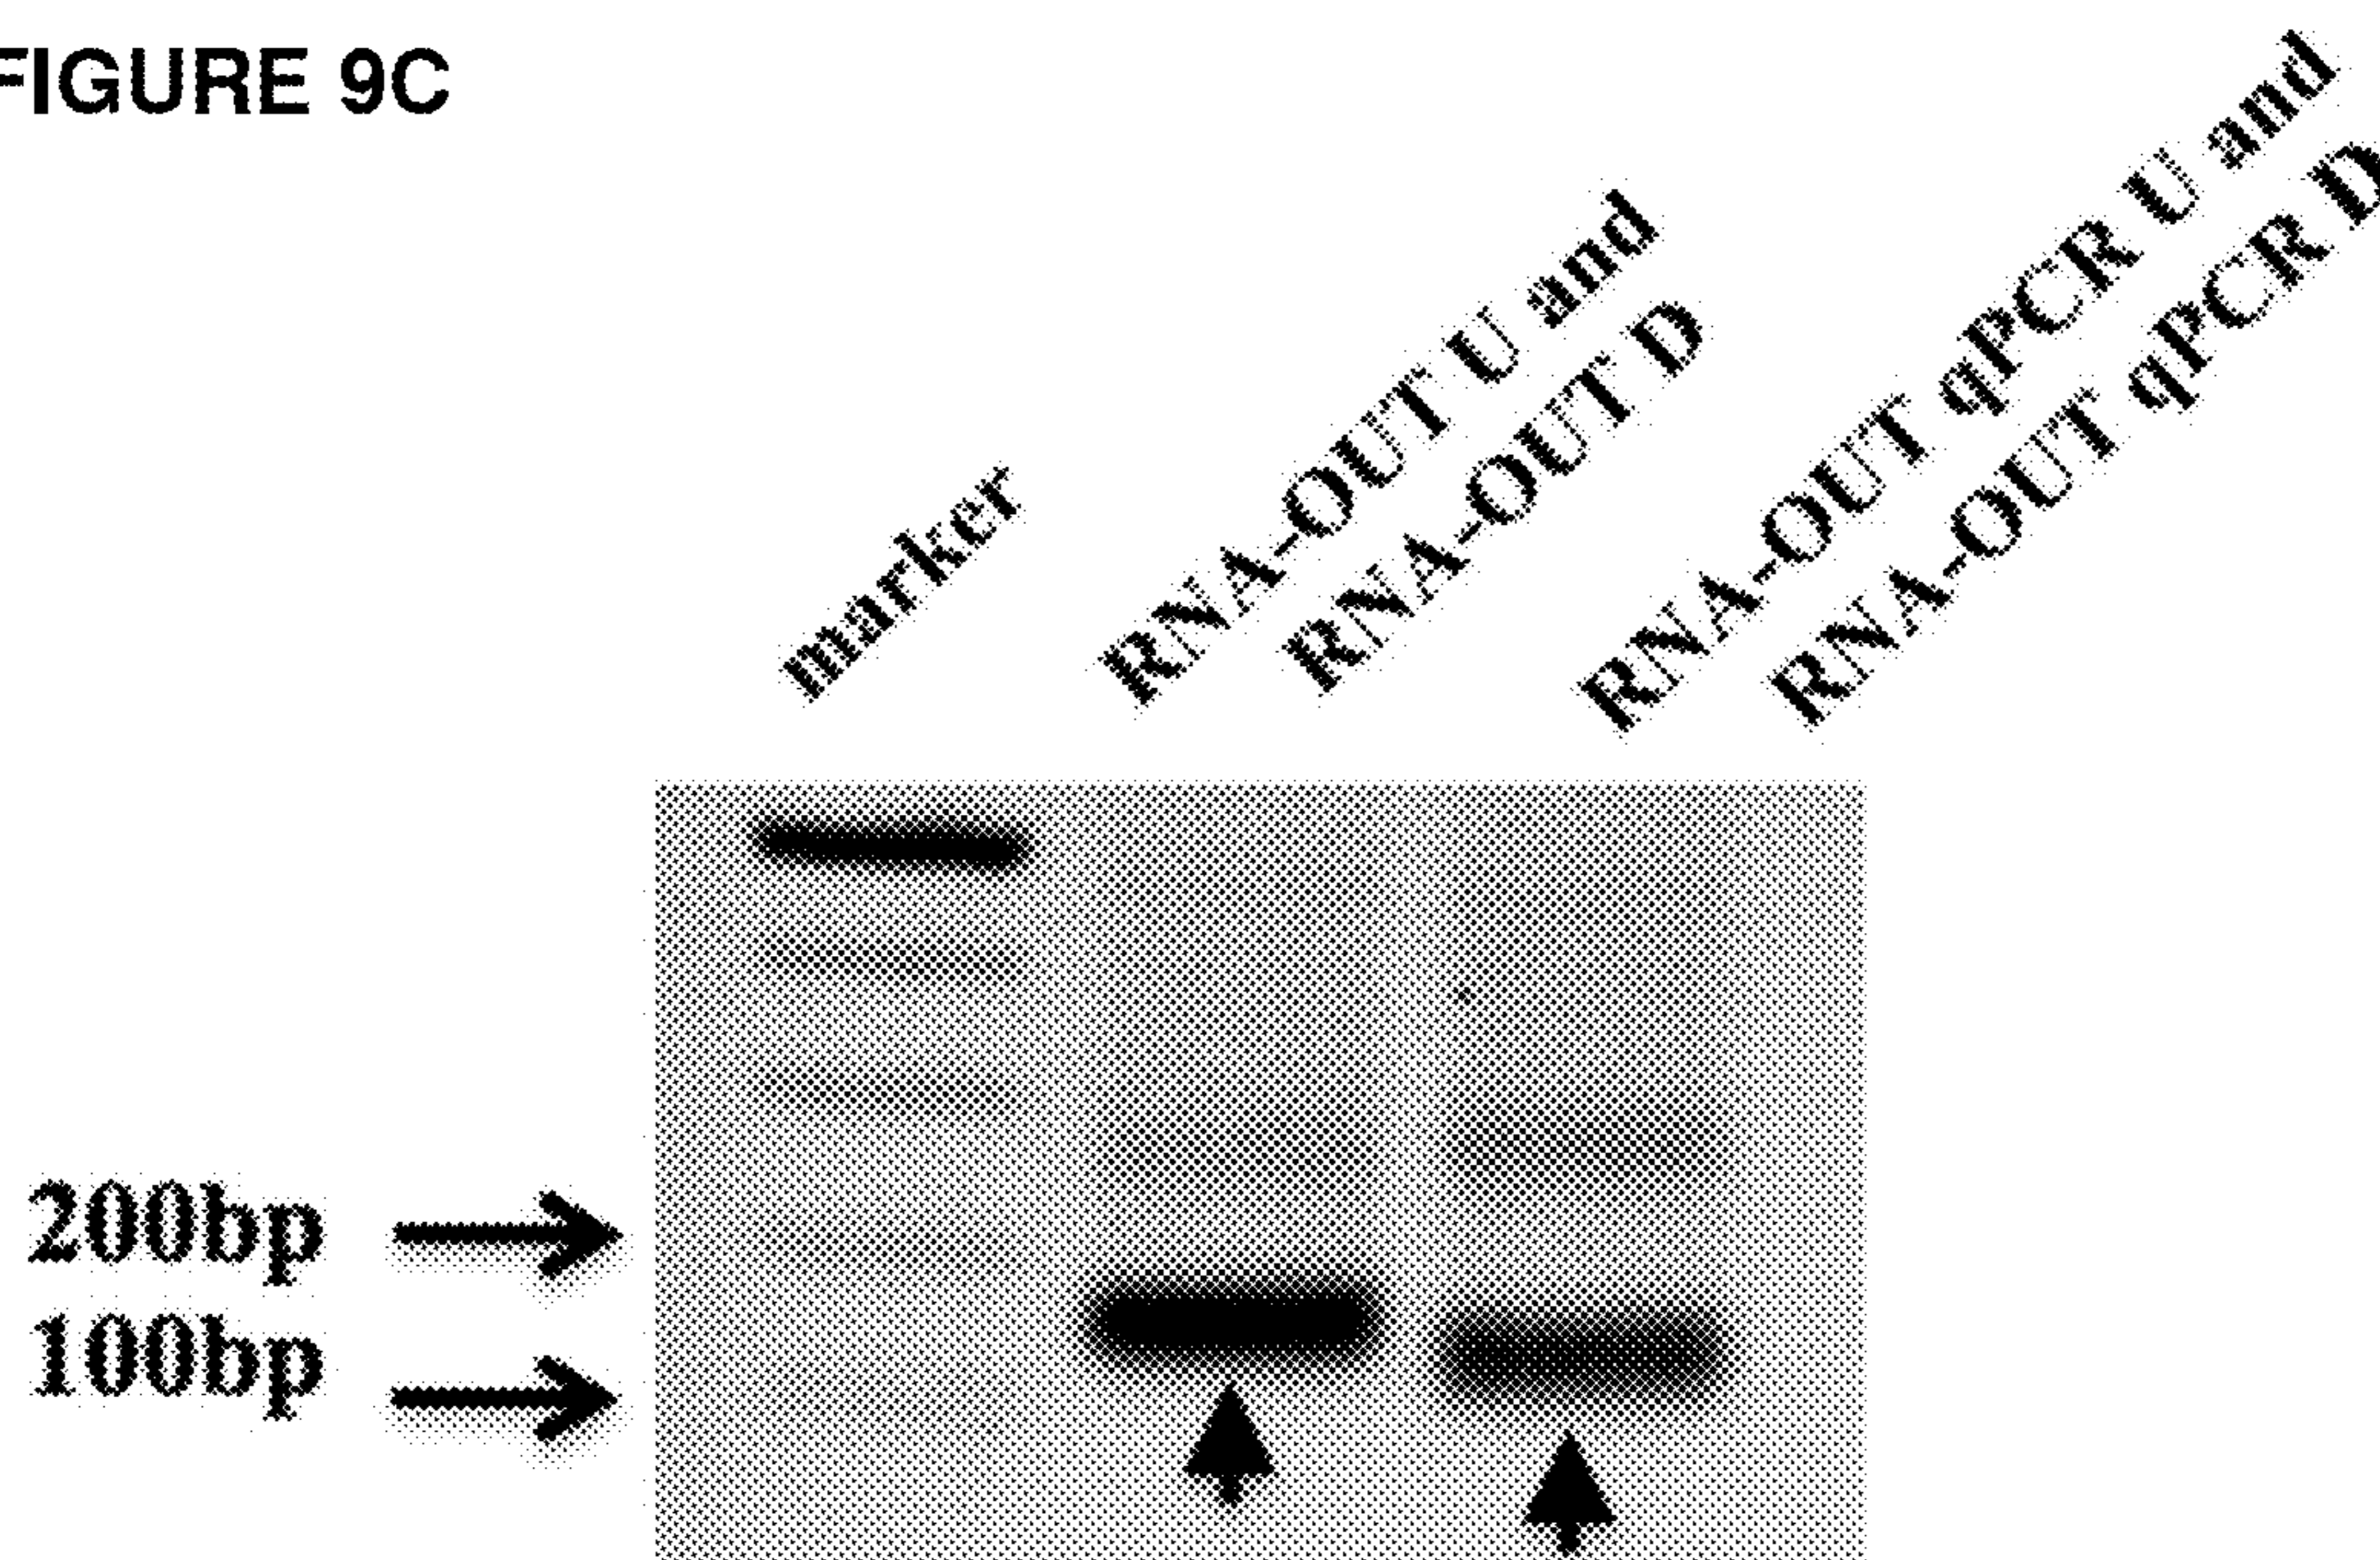 FIGURE 9C
marker
RNA-OUT U and
RNA-OUT D
RNA-OUT qPCR U and
RNA-OUT qPCR D
200bp
100bp